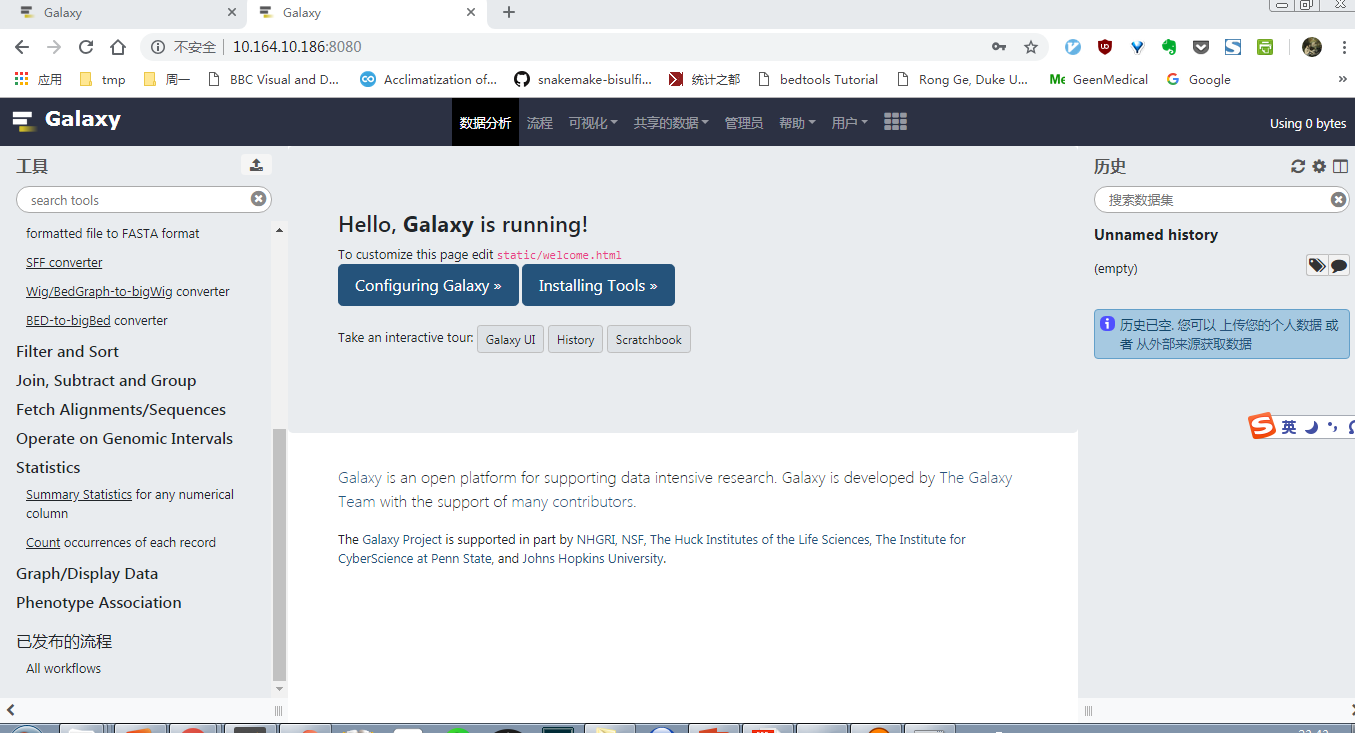 Galaxy
Galaxy
不安全 10.164.10.186:8080
应用 tmp 周一 BBC Visual and D... Acclimatization of... snakemake-bisulfi... 统计之都 bedtools Tutorial Rong Ge, Duke U... GeenMedical Google
Galaxy
数据分析 流程 可视化 共享的数据 管理员 帮助 用户
Using 0 bytes
工具
search tools
formatted file to FASTA format
SFF converter
Wig/BedGraph-to-bigWig converter
BED-to-bigBed converter
Filter and Sort
Join, Subtract and Group
Fetch Alignments/Sequences
Operate on Genomic Intervals
Statistics
Summary Statistics for any numerical
column
Count occurrences of each record
Graph/Display Data
Phenotype Association
已发布的流程
All workflows
Hello, Galaxy is running!
To customize this page edit static/welcome.html
Configuring Galaxy » Installing Tools »
Take an interactive tour: Galaxy UI History Scratchbook
Galaxy is an open platform for supporting data intensive research. Galaxy is developed by The Galaxy
Team with the support of many contributors.
The Galaxy Project is supported in part by NHGRI, NSF, The Huck Institutes of the Life Sciences, The Institute for
CyberScience at Penn State, and Johns Hopkins University.
历史
搜索数据集
Unnamed history
(empty)
历史已空. 您可以 上传您的个人数据 或
者 从外部来源获取数据
英